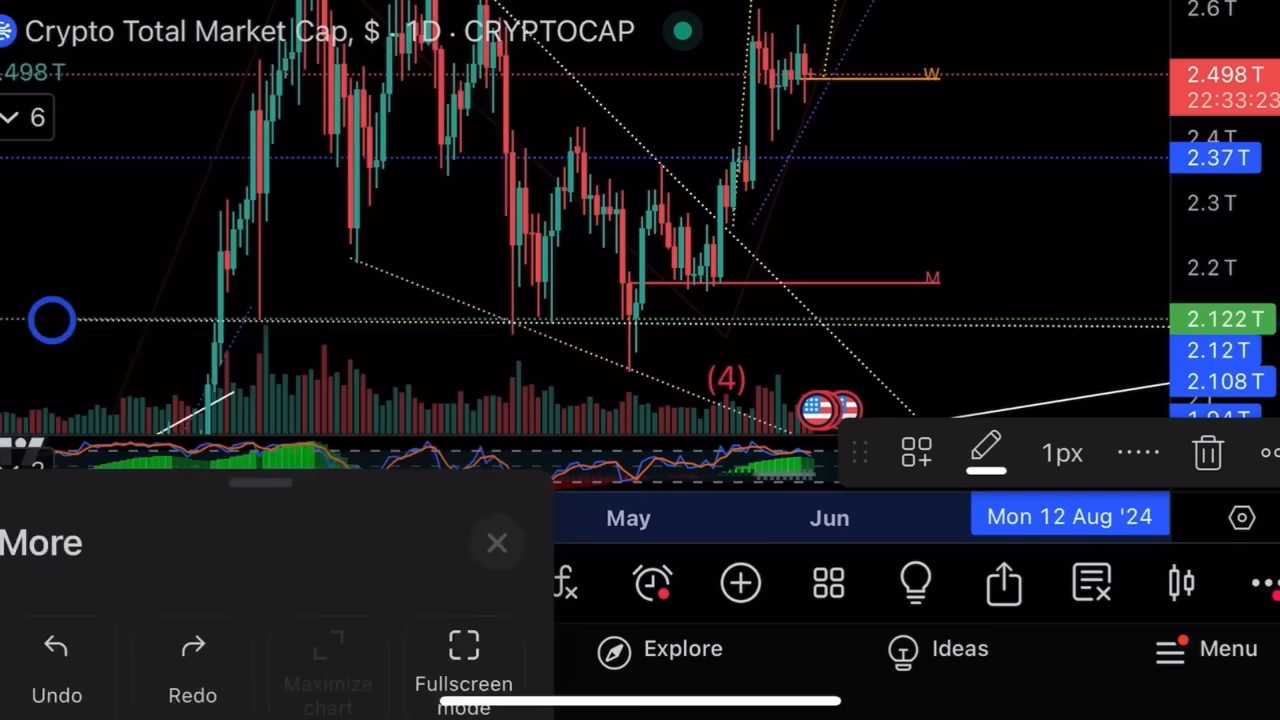 Crypto Total Market Cap, $ · 1D · CRYPTOCAP
.498T
6
2.6 T
W
2.498 T
22:33:23
2.4 T
2.37 T
2.3 T
2.2 T
M
2.122 T
2.12 T
2.108 T
(4)
May
Jun
Mon 12 Aug '24
1px
More
Undo
Redo
Maximize
chart
Fullscreen
mode
Explore
Ideas
Menu